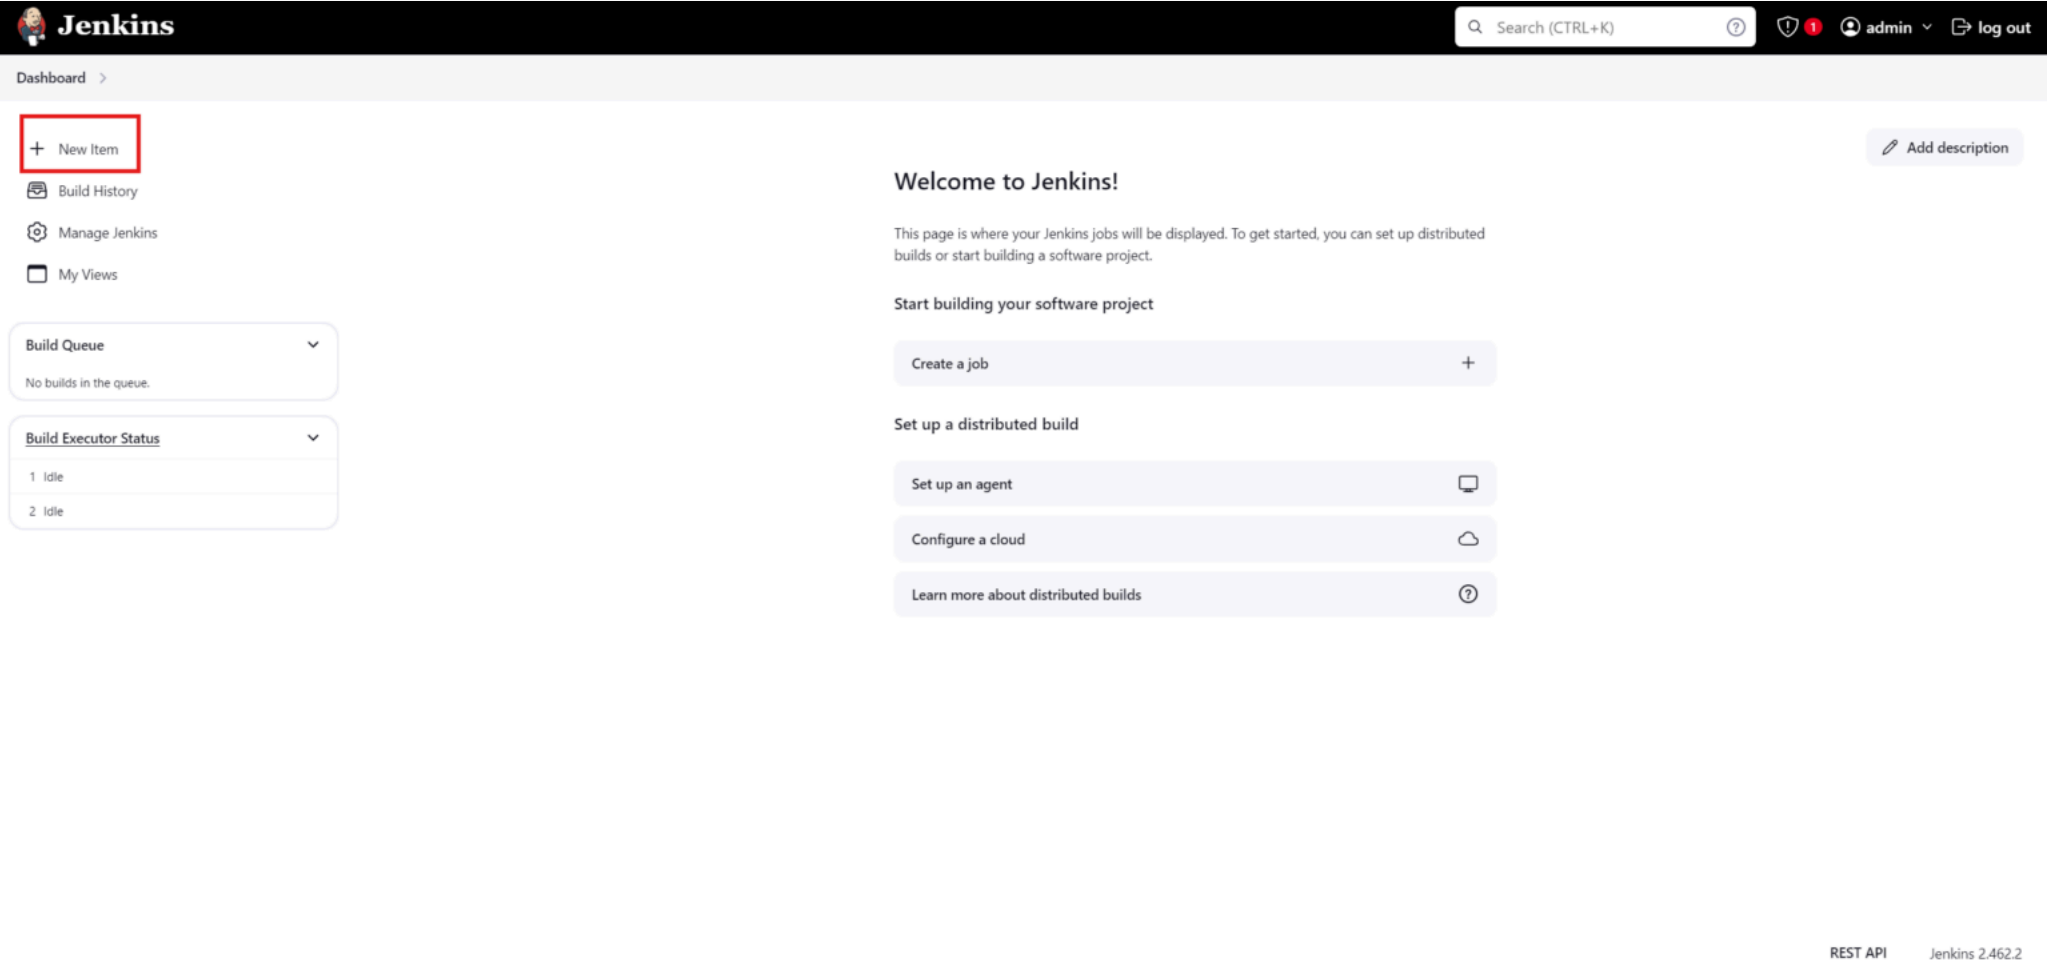 Jenkins
Search (CTRL+K)
1
admin
log out
Dashboard
New Item
Build History
Manage Jenkins
My Views
Build Queue
No builds in the queue.
Build Executor Status
1 Idle
2 Idle
Add description
Welcome to Jenkins!
This page is where your Jenkins jobs will be displayed. To get started, you can set up distributed
builds or start building a software project.
Start building your software project
Create a job
Set up a distributed build
Set up an agent
Configure a cloud
Learn more about distributed builds
REST API
Jenkins 2.462.2